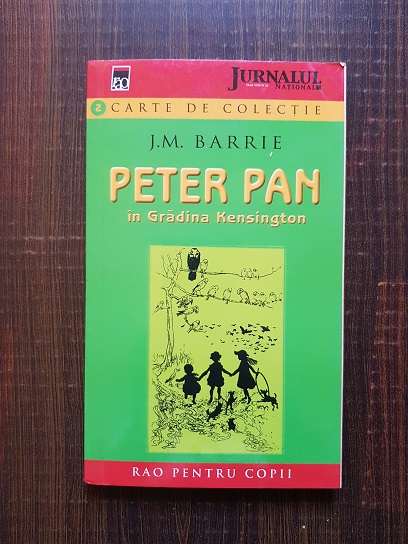 rao
JURNALUL
NAȚIONAL
2 CARTE DE COLECȚIE
J.M. BARRIE
PETER PAN
în Grădina Kensington
RAO PENTRU COPII